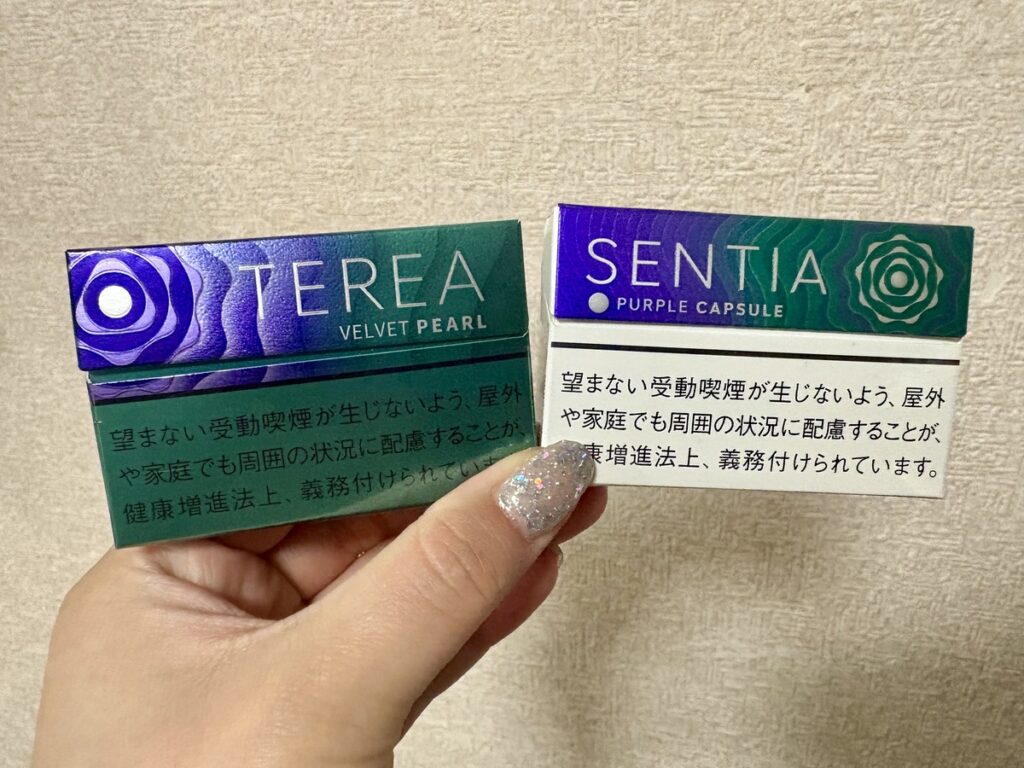 TEREA
VELVET PEARL
望まない受動喫煙が生じないよう、屋外
や家庭でも周囲の状況に配慮することが、
健康増進法上、義務付けられています。
SENTIA
PURPLE CAPSULE
望まない受動喫煙が生じないよう、屋外
や家庭でも周囲の状況に配慮することが、
康増進法上、義務付けられています。